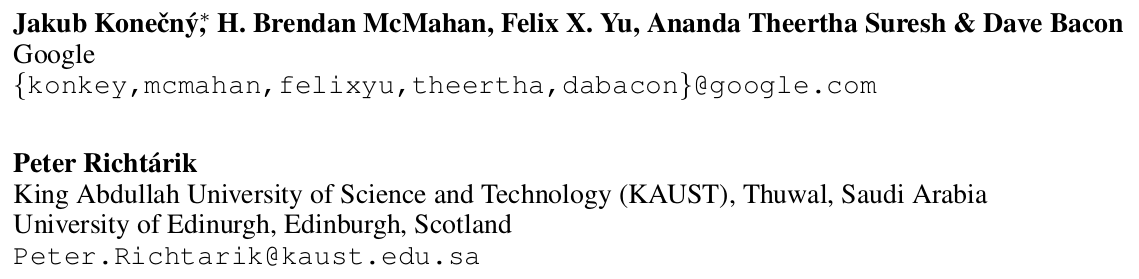 Jakub Konečný,* H. Brendan McMahan, Felix X. Yu, Ananda Theertha Suresh & Dave Bacon
Google
{konkey,mcmahan,felixyu,theertha,dabacon}@google.com
Peter Richtárik
King Abdullah University of Science and Technology (KAUST), Thuwal, Saudi Arabia
University of Edinurgh, Edinburgh, Scotland
Peter.Richtarik@kaust.edu.sa